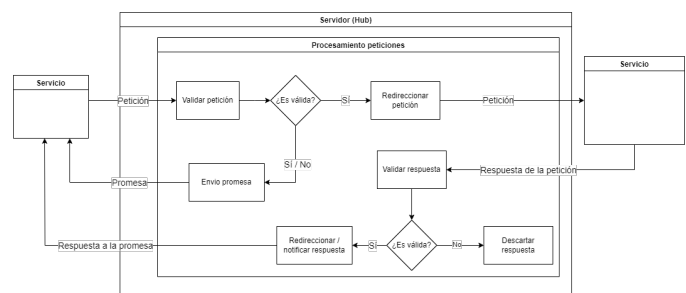 Servidor (Hub)
Procesamiento peticiones
Servicio
Servicio
Petición
Validar petición
¿Es válida?
Sí
Redireccionar
petición
Petición
Sí / No
Promesa
Envio promesa
Validar respuesta
Respuesta de la petición
Respuesta a la promesa
Redireccionar /
notificar respuesta
Sí
¿Es válida?
No
Descartar
respuesta